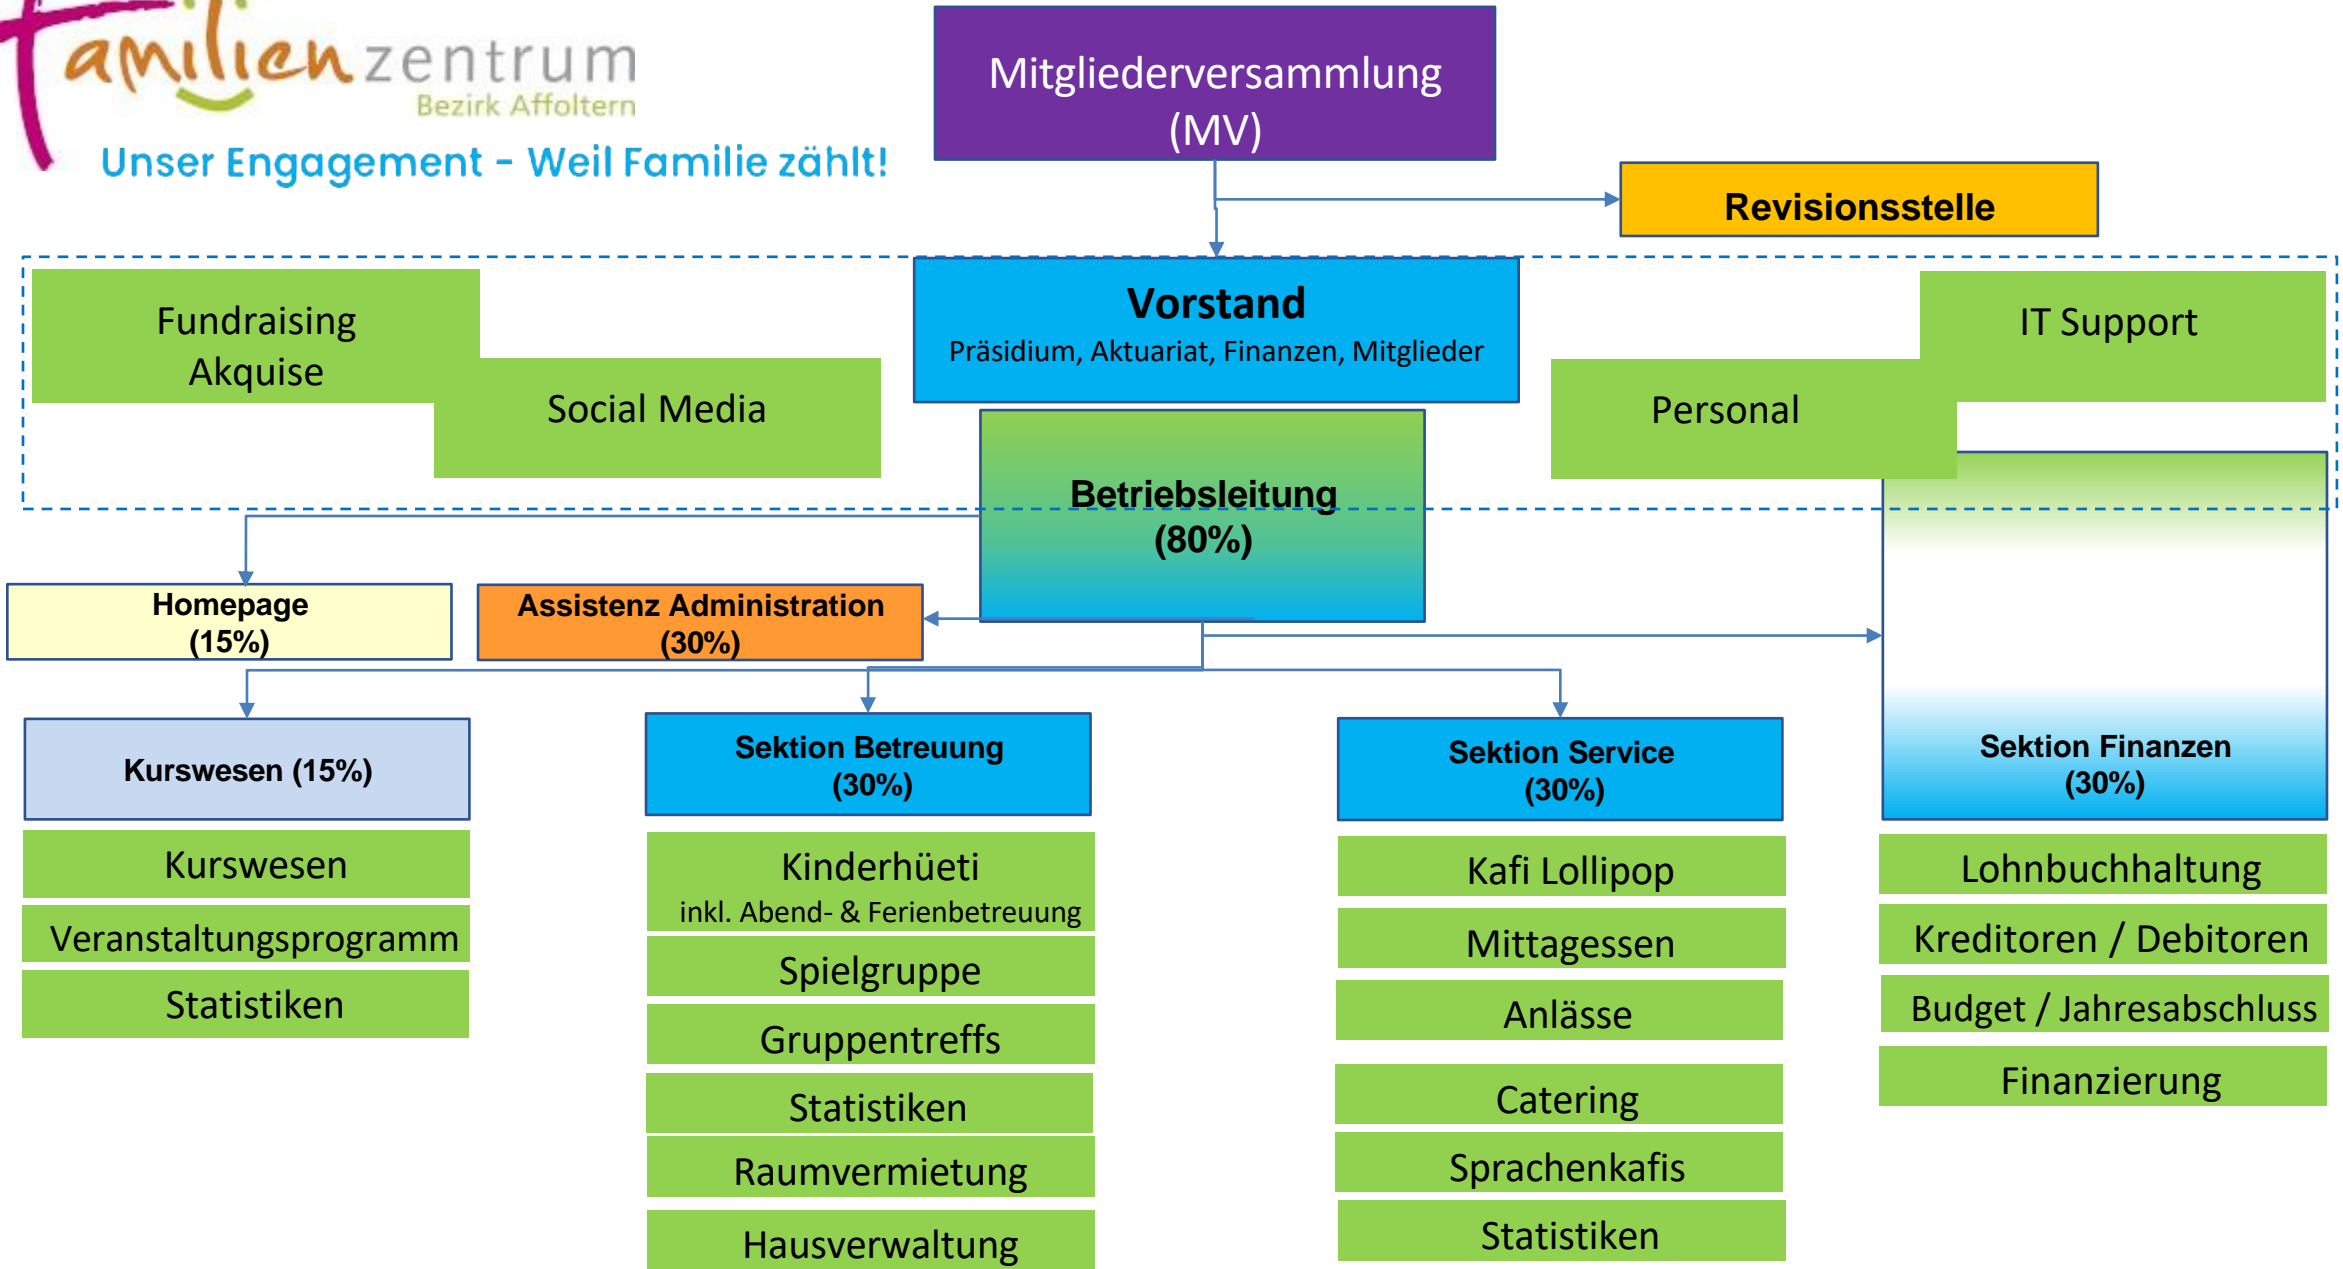 Familienzentrum
Bezirk Affoltern
Unser Engagement - Weil Familie zählt!
Mitgliederversammlung
(MV)
Revisionsstelle
Fundraising
Akquise
Social Media
Vorstand
Präsidium, Aktuariat, Finanzen, Mitglieder
Personal
IT Support
Betriebsleitung
(80%)
Homepage
(15%)
Assistenz Administration
(30%)
Kurswesen (15%)
Kurswesen
Veranstaltungsprogramm
Statistiken
Sektion Betreuung
(30%)
Kinderhüeti
inkl. Abend- & Ferienbetreuung
Spielgruppe
Gruppentreffs
Statistiken
Raumvermietung
Hausverwaltung
Sektion Service
(30%)
Kafi Lollipop
Mittagessen
Anlässe
Catering
Sprachenkafis
Statistiken
Sektion Finanzen
(30%)
Lohnbuchhaltung
Kreditoren / Debitoren
Budget / Jahresabschluss
Finanzierung